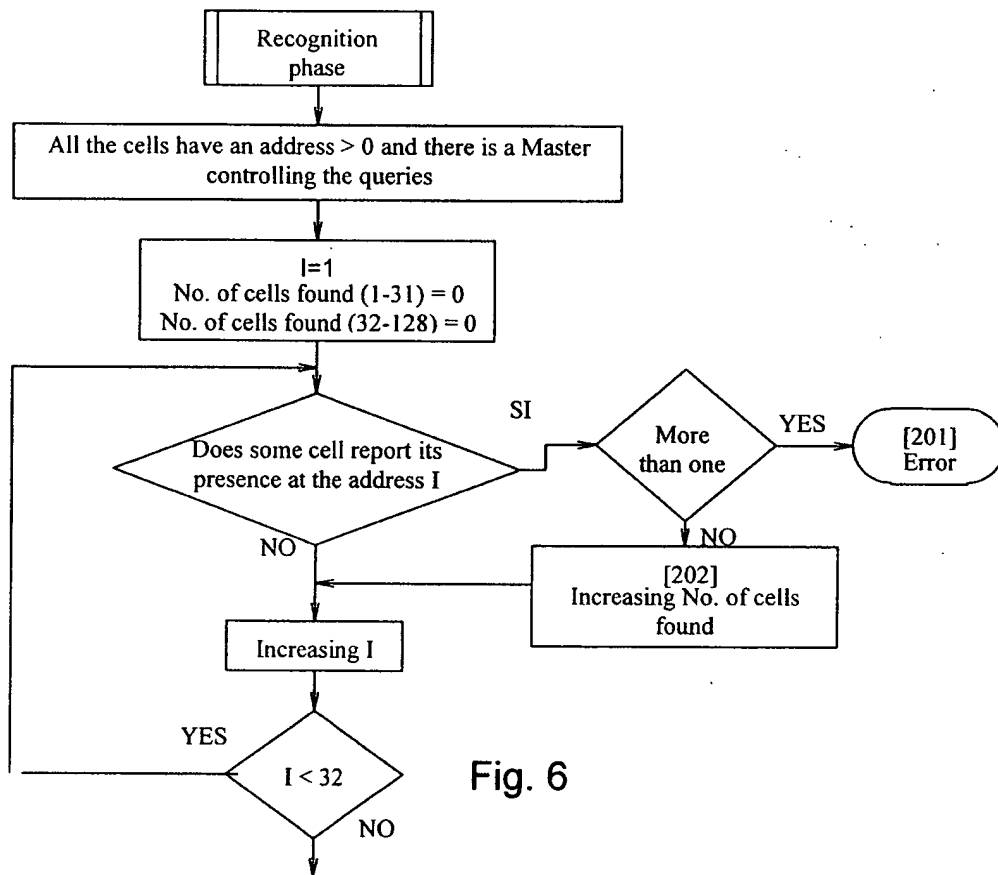 Recognition
phase
All the cells have an address > 0 and there is a Master
controlling the queries
I=1
No. of cells found (1-31) = 0
No. of cells found (32-128) = 0
Does some cell report its
presence at the address I
SI
More
than one
YES
[201]
Error
NO
NO
[202]
Increasing No. of cells
found
Increasing I
YES
I < 32
NO
Fig. 6